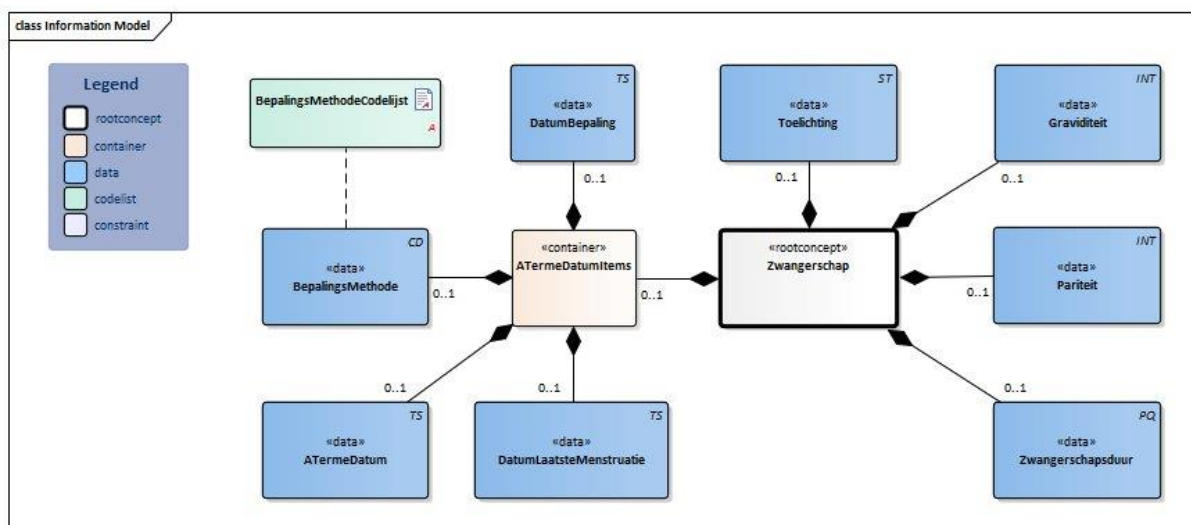 class Information Model
Legend
rootconcept
container
data
codelist
constraint
BepalingsMethodeCodelijst
A
A
TS
«data»
DatumBepaling
0..1
ST
«data»
Toelichting
0..1
INT
«data»
Graviditeit
0..1
CD
«data»
BepalingsMethode
0..1
«container»
ATermeDatumItems
0..1
«rootconcept»
Zwangerschap
INT
«data»
Pariteit
0..1
0..1
TS
«data»
ATermeDatum
0..1
TS
«data»
DatumLaatsteMenstruatie
0..1
PQ
«data»
Zwangerschapsduur